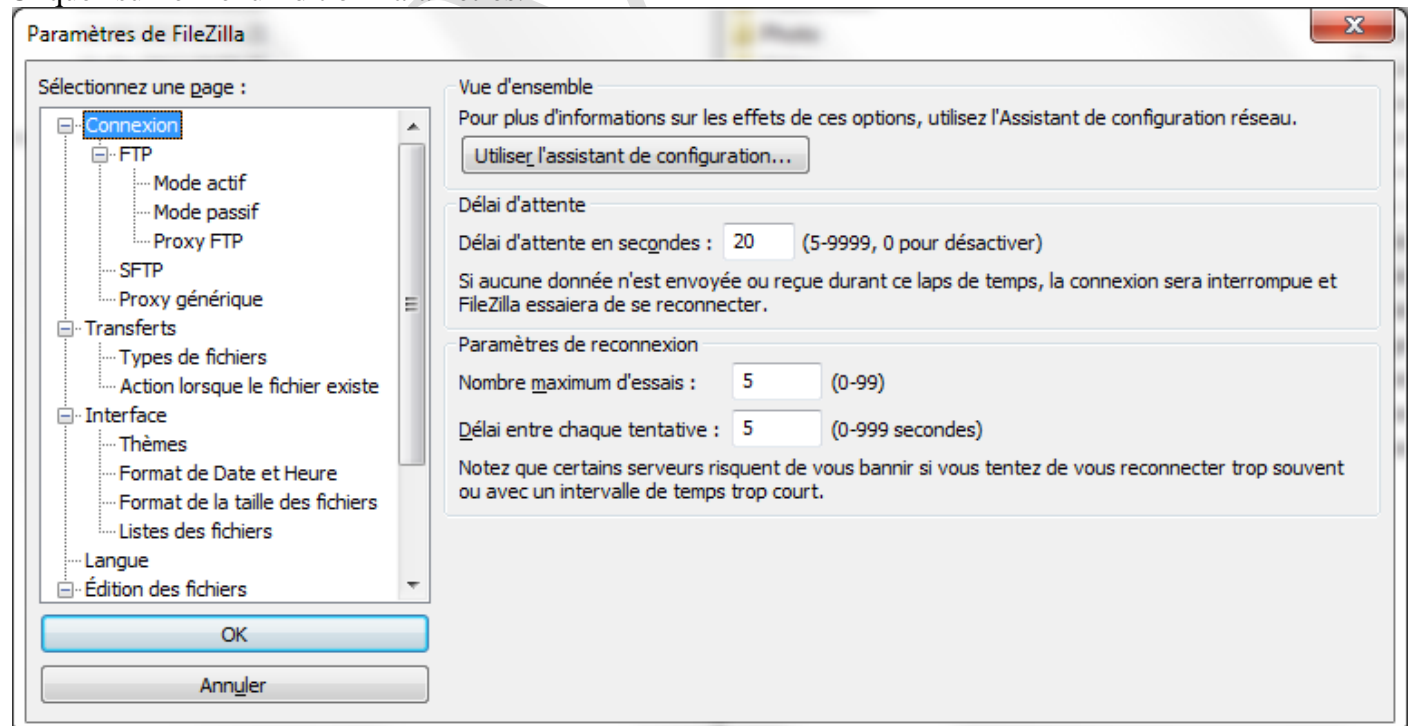 Paramètres de FileZilla
Sélectionnez une page :
Connexion
FTP
Mode actif
Mode passif
Proxy FTP
SFTP
Proxy générique
Transferts
Types de fichiers
Action lorsque le fichier existe
Interface
Thèmes
Format de Date et Heure
Format de la taille des fichiers
Listes des fichiers
Langue
Édition des fichiers
OK
Annuler
Vue d'ensemble
Pour plus d'informations sur les effets de ces options, utilisez l'Assistant de configuration réseau.
Utiliser l'assistant de configuration...
Délai d'attente
Délai d'attente en secondes : 20 (5-9999, 0 pour désactiver)
Si aucune donnée n'est envoyée ou reçue durant ce laps de temps, la connexion sera interrompue et
FileZilla essaiera de se reconnecter.
Paramètres de reconnexion
Nombre maximum d'essais : 5 (0-99)
Délai entre chaque tentative : 5 (0-999 secondes)
Notez que certains serveurs risquent de vous bannir si vous tentez de vous reconnecter trop souvent
ou avec un intervalle de temps trop court.